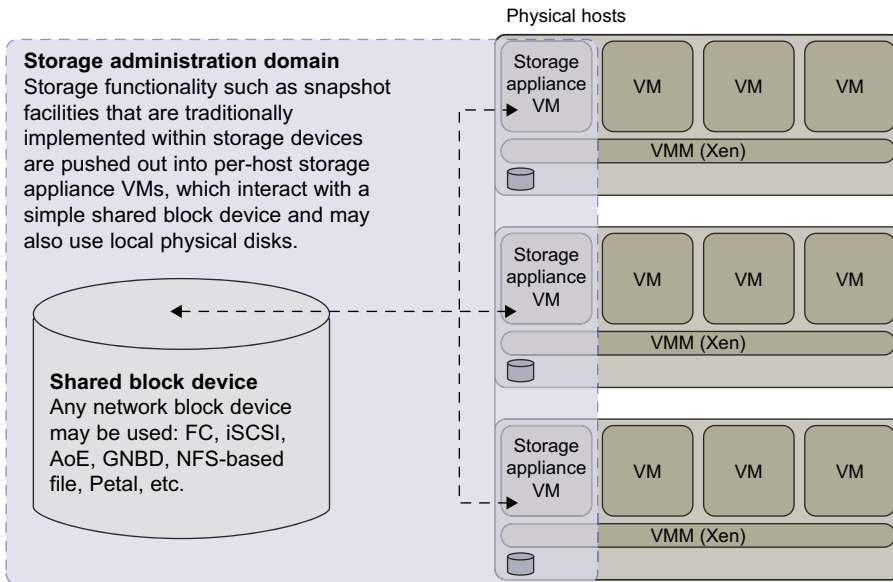 Physical hosts
Storage administration domain
Storage functionality such as snapshot
facilities that are traditionally
implemented within storage devices
are pushed out into per-host storage
appliance VMs, which interact with a
simple shared block device and may
also use local physical disks.
Shared block device
Any network block device
may be used: FC, iSCSI,
AoE, GNBD, NFS-based
file, Petal, etc.
Storage
appliance
VM
VM
VM
VM
VMM (Xen)
Storage
appliance
VM
VM
VM
VM
VMM (Xen)
Storage
appliance
VM
VM
VM
VM
VMM (Xen)